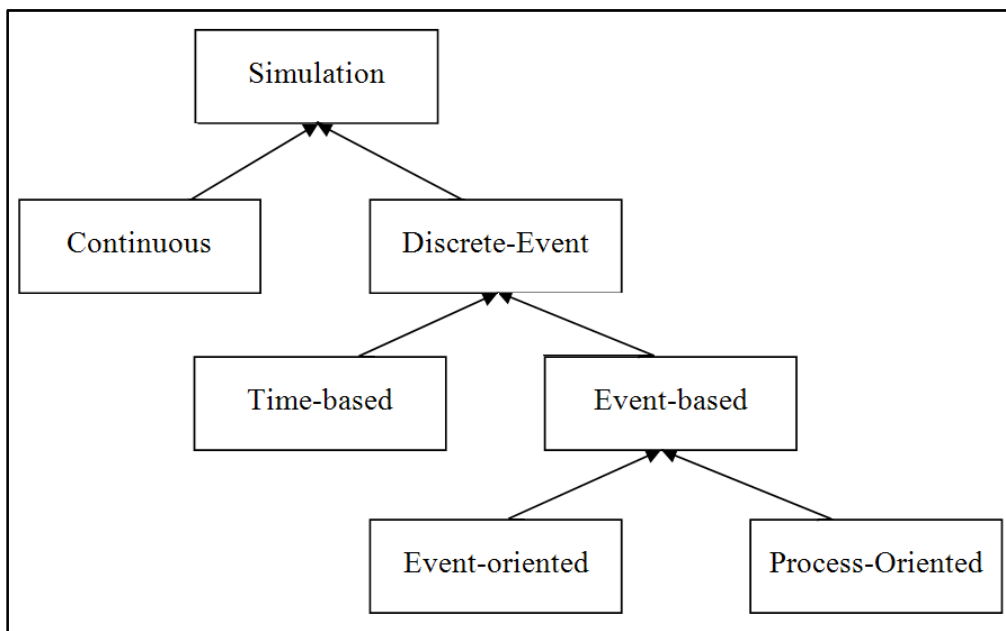 Simulation
Continuous
Discrete-Event
Time-based
Event-based
Event-oriented
Process-Oriented